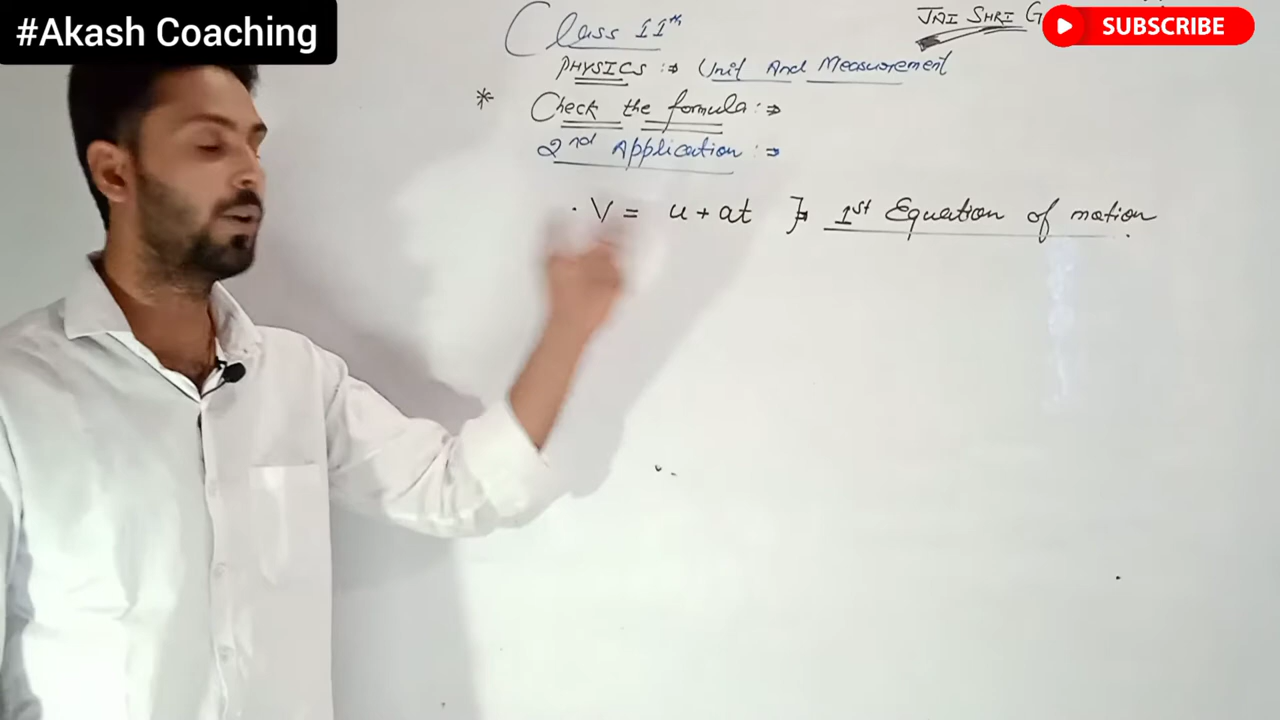 #Akash Coaching
Class 11th
JAI SHRI
SUBSCRIBE
PHYSICS :⇒ Unit And Measurement
* Check the formula :⇒
2nd Application :⇒
. V = u + at }⇒ 1st Equation of motion.